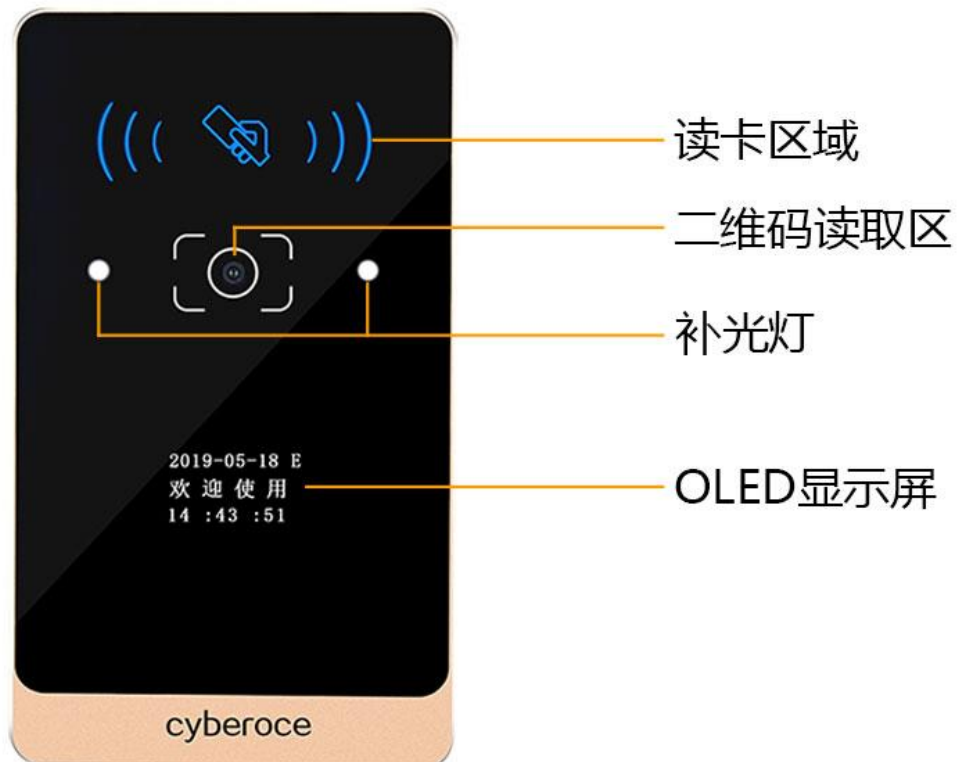 读卡区域
二维码读取区
补光灯
2019-05-18 E
欢 迎 使 用
14 :43 :51
OLED显示屏
cyberoce